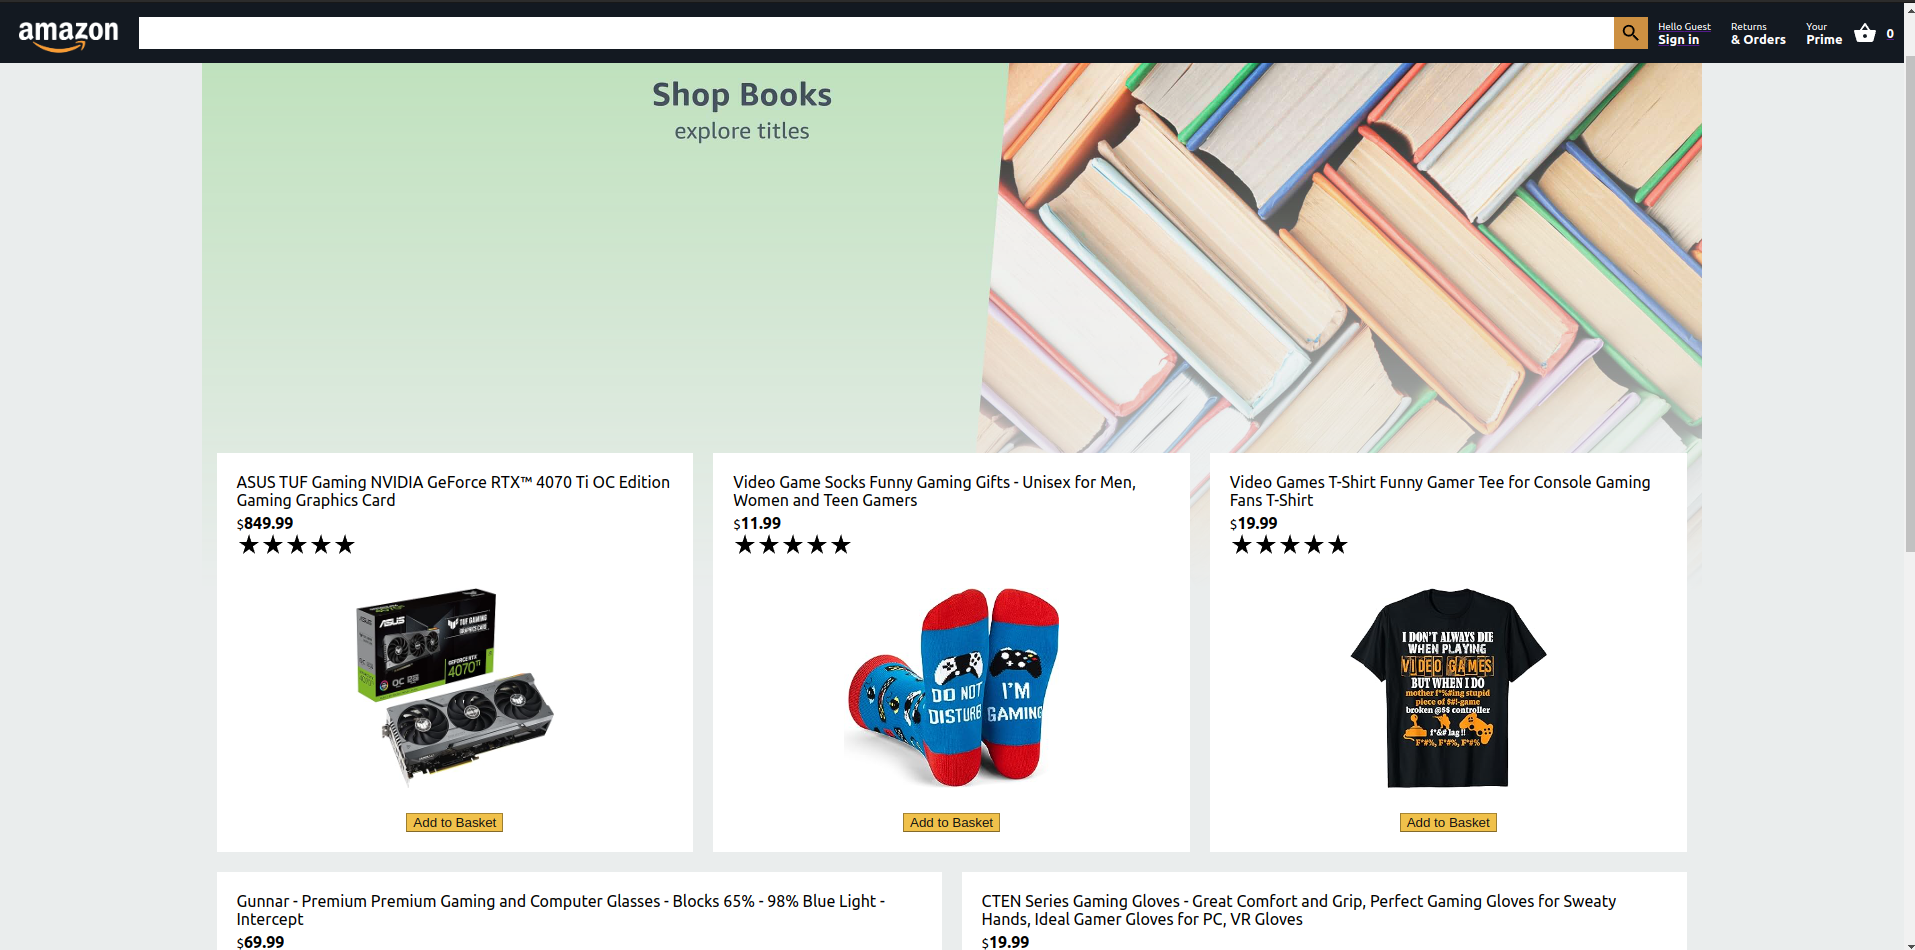 amazon
Hello Guest
Sign in
Returns
& Orders
Your
Prime
0
Shop Books
explore titles
ASUS TUF Gaming NVIDIA GeForce RTX™ 4070 Ti OC Edition
Gaming Graphics Card
$849.99
★★★★★
ASUS
TUF GAMING
GRAPHICS CARD
GEFORCE RTX
4070 Ti
OC
Add to Basket
Video Game Socks Funny Gaming Gifts - Unisex for Men,
Women and Teen Gamers
$11.99
★★★★★
DO NOT
DISTURB
I'M
GAMING
Add to Basket
Video Games T-Shirt Funny Gamer Tee for Console Gaming
Fans T-Shirt
$19.99
★★★★★
I DON'T ALWAYS DIE
WHEN PLAYING
VIDEO GAMES
BUT WHEN I DO
mother f*%#ing stupid
piece of $#!-game
broken @$$ controller
f*&# lag !!
F*#%, F*#%, F*#%
Add to Basket
Gunnar - Premium Premium Gaming and Computer Glasses - Blocks 65% - 98% Blue Light -
Intercept
$69.99
CTEN Series Gaming Gloves - Great Comfort and Grip, Perfect Gaming Gloves for Sweaty
Hands, Ideal Gamer Gloves for PC, VR Gloves
$19.99